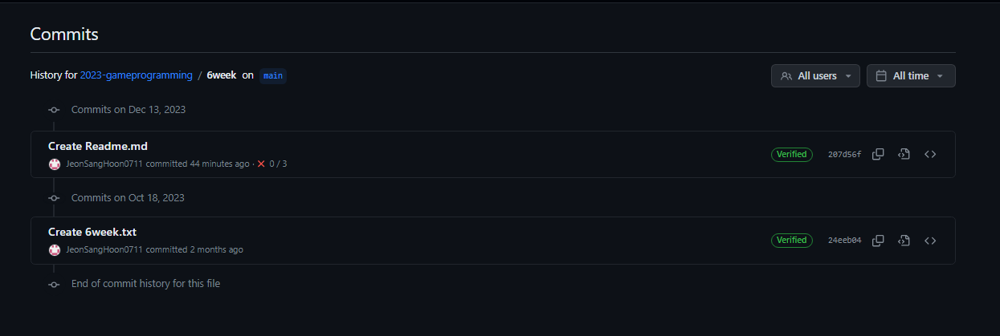 Commits
History for 2023-gameprogramming / 6week on main
All users
All time
Commits on Dec 13, 2023
Create Readme.md
JeonSangHoon0711 committed 44 minutes ago · ✕ 0 / 3
Verified
207d56f
Commits on Oct 18, 2023
Create 6week.txt
JeonSangHoon0711 committed 2 months ago
Verified
24eeb04
End of commit history for this file